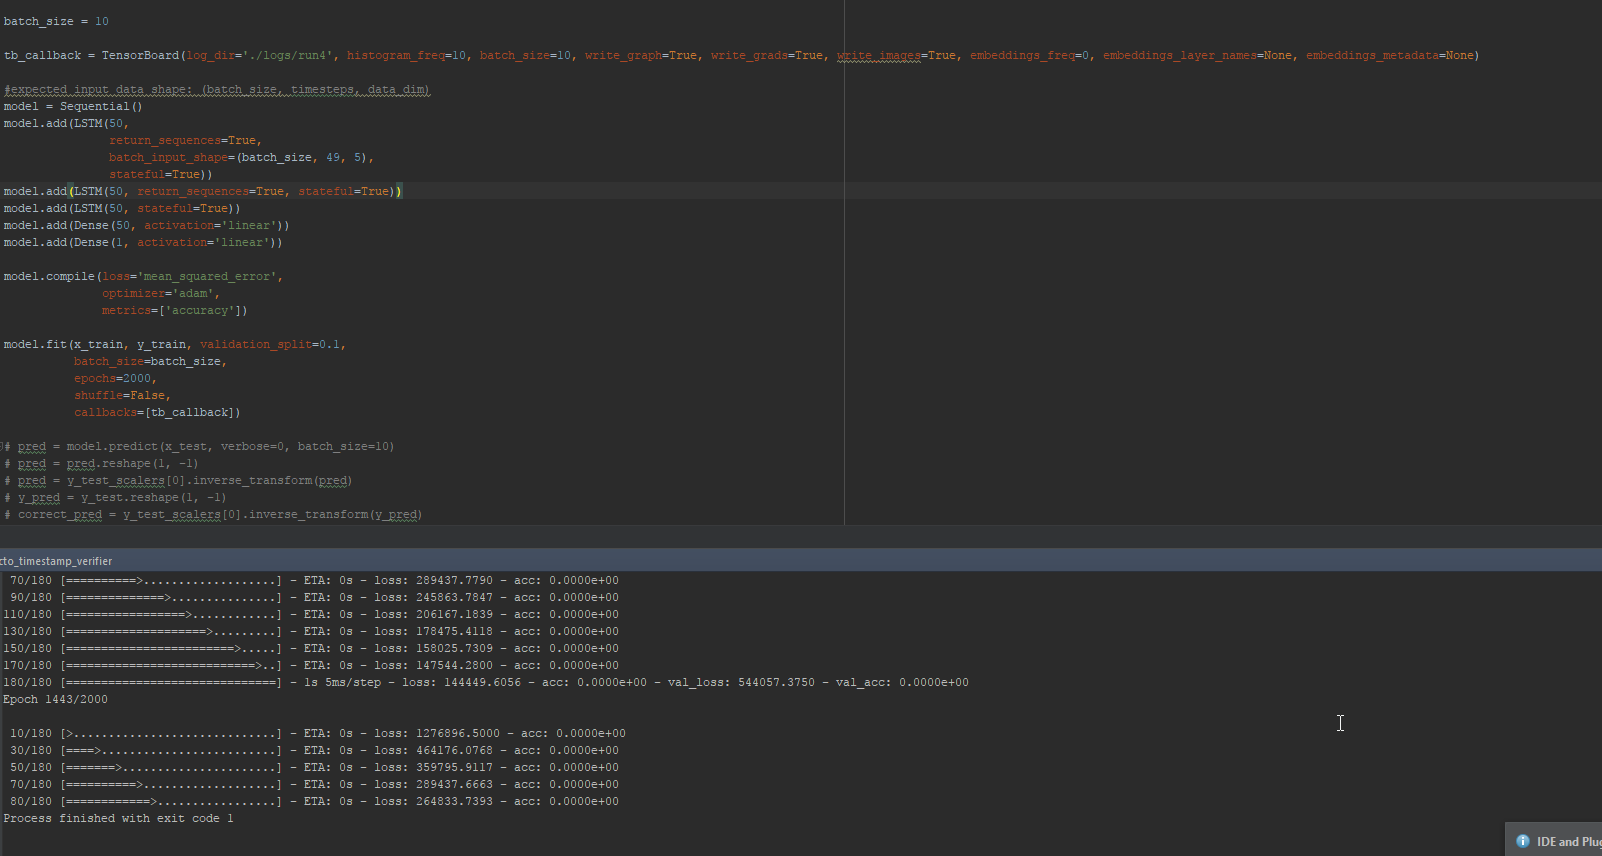 batch_size = 10
tb_callback = TensorBoard(log_dir='./logs/run4', histogram_freq=10, batch_size=10, write_graph=True, write_grads=True, write_images=True, embeddings_freq=0, embeddings_layer_names=None, embeddings_metadata=None)
#expected input data shape: (batch_size, timesteps, data_dim)
model = Sequential()
model.add(LSTM(50,
return_sequences=True,
batch_input_shape=(batch_size, 49, 5),
stateful=True))
model.add(LSTM(50, return_sequences=True, stateful=True))
model.add(LSTM(50, stateful=True))
model.add(Dense(50, activation='linear'))
model.add(Dense(1, activation='linear'))
model.compile(loss='mean_squared_error',
optimizer='adam',
metrics=['accuracy'])
model.fit(x_train, y_train, validation_split=0.1,
batch_size=batch_size,
epochs=2000,
shuffle=False,
callbacks=[tb_callback])
# pred = model.predict(x_test, verbose=0, batch_size=10)
# pred = pred.reshape(1, -1)
# pred = y_test_scalers[0].inverse_transform(pred)
# y_pred = y_test.reshape(1, -1)
# correct_pred = y_test_scalers[0].inverse_transform(y_pred)
cto_timestamp_verifier
70/180 [==========>...................] - ETA: 0s - loss: 289437.7790 - acc: 0.0000e+00
90/180 [==============>...............] - ETA: 0s - loss: 245863.7847 - acc: 0.0000e+00
110/180 [=================>............] - ETA: 0s - loss: 206167.1839 - acc: 0.0000e+00
130/180 [====================>.........] - ETA: 0s - loss: 178475.4118 - acc: 0.0000e+00
150/180 [========================>.....] - ETA: 0s - loss: 158025.7309 - acc: 0.0000e+00
170/180 [===========================>..] - ETA: 0s - loss: 147544.2800 - acc: 0.0000e+00
180/180 [==============================] - 1s 5ms/step - loss: 144449.6056 - acc: 0.0000e+00 - val_loss: 544057.3750 - val_acc: 0.0000e+00
Epoch 1443/2000
10/180 [>.............................] - ETA: 0s - loss: 1276896.5000 - acc: 0.0000e+00
30/180 [====>.........................] - ETA: 0s - loss: 464176.0768 - acc: 0.0000e+00
50/180 [=======>......................] - ETA: 0s - loss: 359795.9117 - acc: 0.0000e+00
70/180 [==========>...................] - ETA: 0s - loss: 289437.6663 - acc: 0.0000e+00
80/180 [============>.................] - ETA: 0s - loss: 264833.7393 - acc: 0.0000e+00
Process finished with exit code 1
IDE and Plug